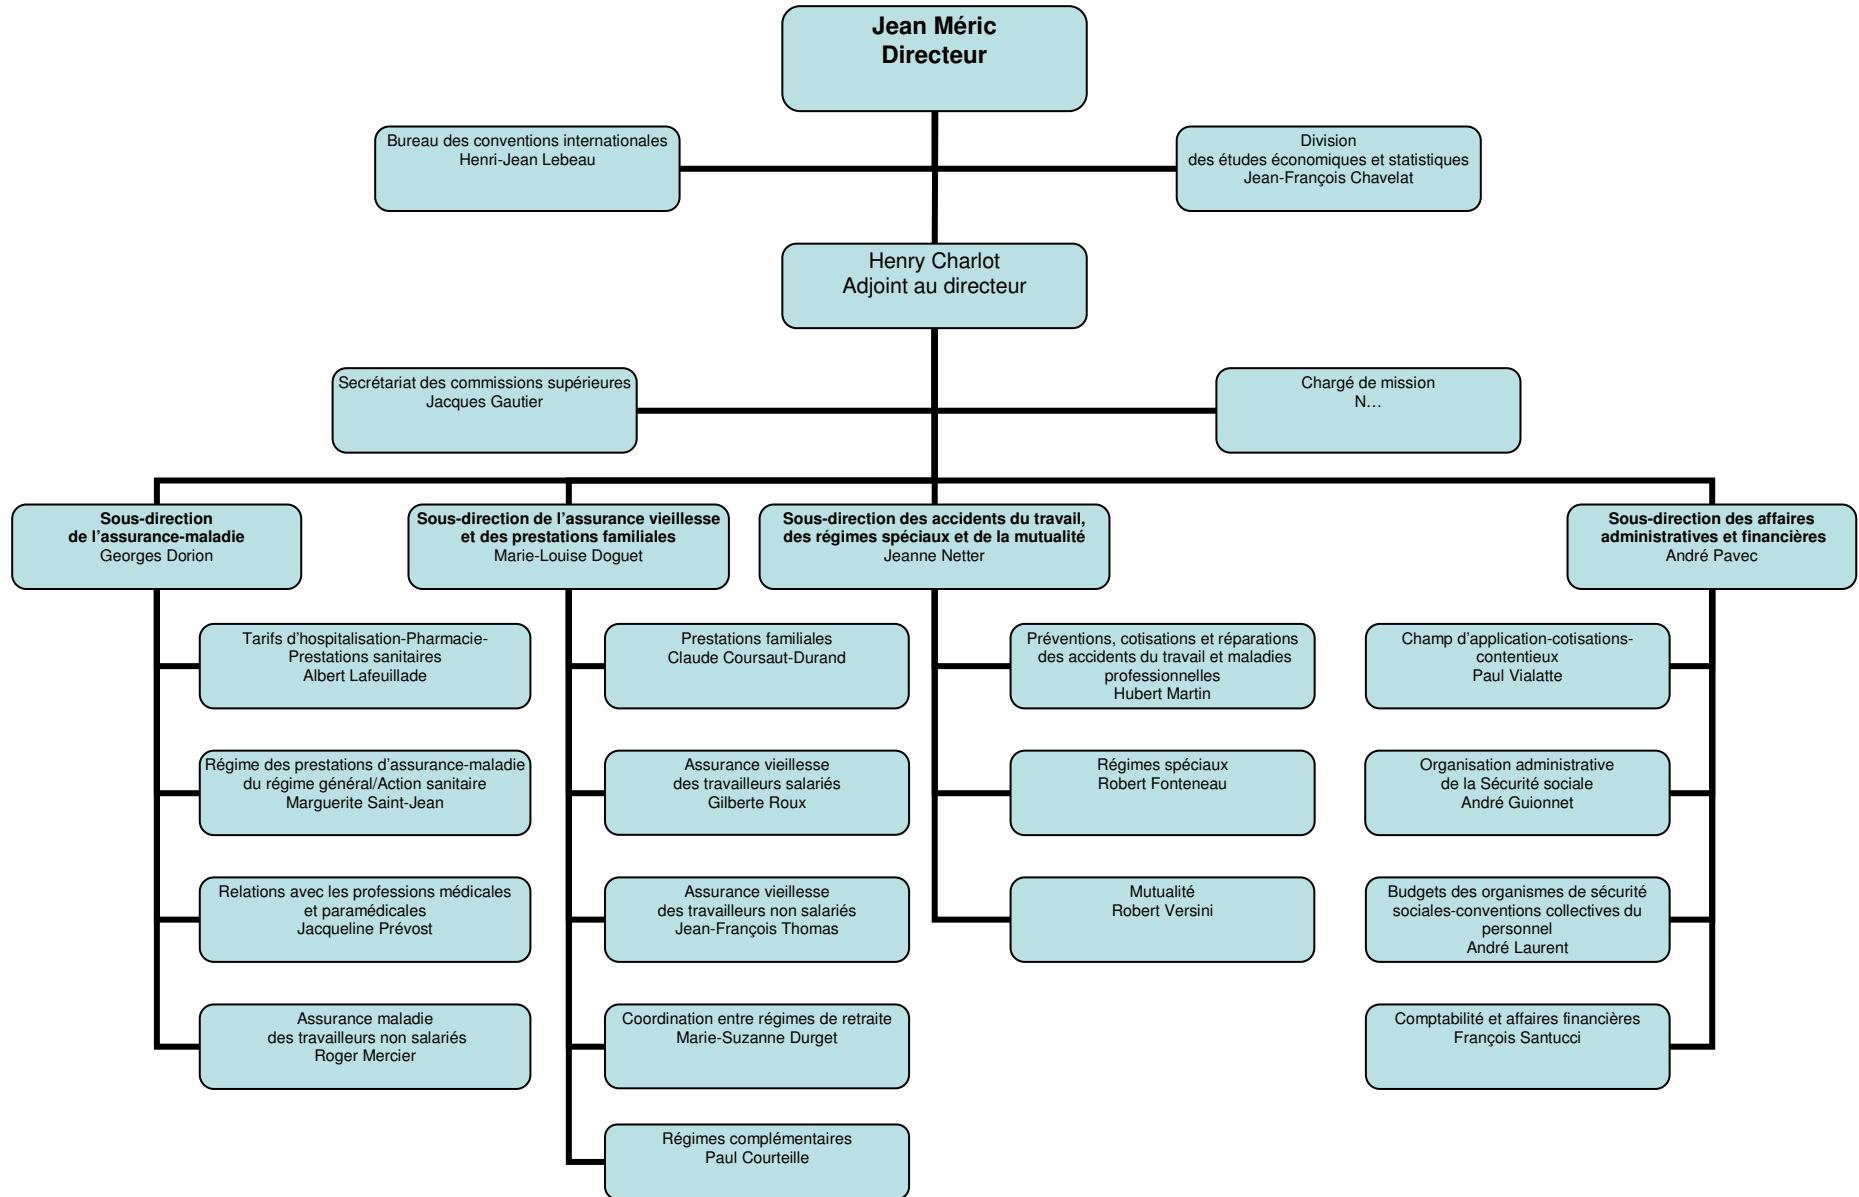 Jean Méric
Directeur
Bureau des conventions internationales
Henri-Jean Lebeau
Division
des études économiques et statistiques
Jean-François Chavelat
Henry Charlot
Adjoint au directeur
Secrétariat des commissions supérieures
Jacques Gautier
Chargé de mission
N…
Sous-direction
de l’assurance-maladie
Georges Dorion
Sous-direction de l’assurance vieillesse
et des prestations familiales
Marie-Louise Doguet
Sous-direction des accidents du travail,
des régimes spéciaux et de la mutualité
Jeanne Netter
Sous-direction des affaires
administratives et financières
André Pavec
Tarifs d’hospitalisation-Pharmacie-
Prestations sanitaires
Albert Lafeuillade
Régime des prestations d’assurance-maladie
du régime général/Action sanitaire
Marguerite Saint-Jean
Relations avec les professions médicales
et paramédicales
Jacqueline Prévost
Assurance maladie
des travailleurs non salariés
Roger Mercier
Prestations familiales
Claude Coursaut-Durand
Assurance vieillesse
des travailleurs salariés
Gilberte Roux
Assurance vieillesse
des travailleurs non salariés
Jean-François Thomas
Coordination entre régimes de retraite
Marie-Suzanne Durget
Régimes complémentaires
Paul Courteille
Préventions, cotisations et réparations
des accidents du travail et maladies
professionnelles
Hubert Martin
Régimes spéciaux
Robert Fonteneau
Mutualité
Robert Versini
Champ d’application-cotisations-
contentieux
Paul Vialatte
Organisation administrative
de la Sécurité sociale
André Guionnet
Budgets des organismes de sécurité
sociales-conventions collectives du
personnel
André Laurent
Comptabilité et affaires financières
François Santucci